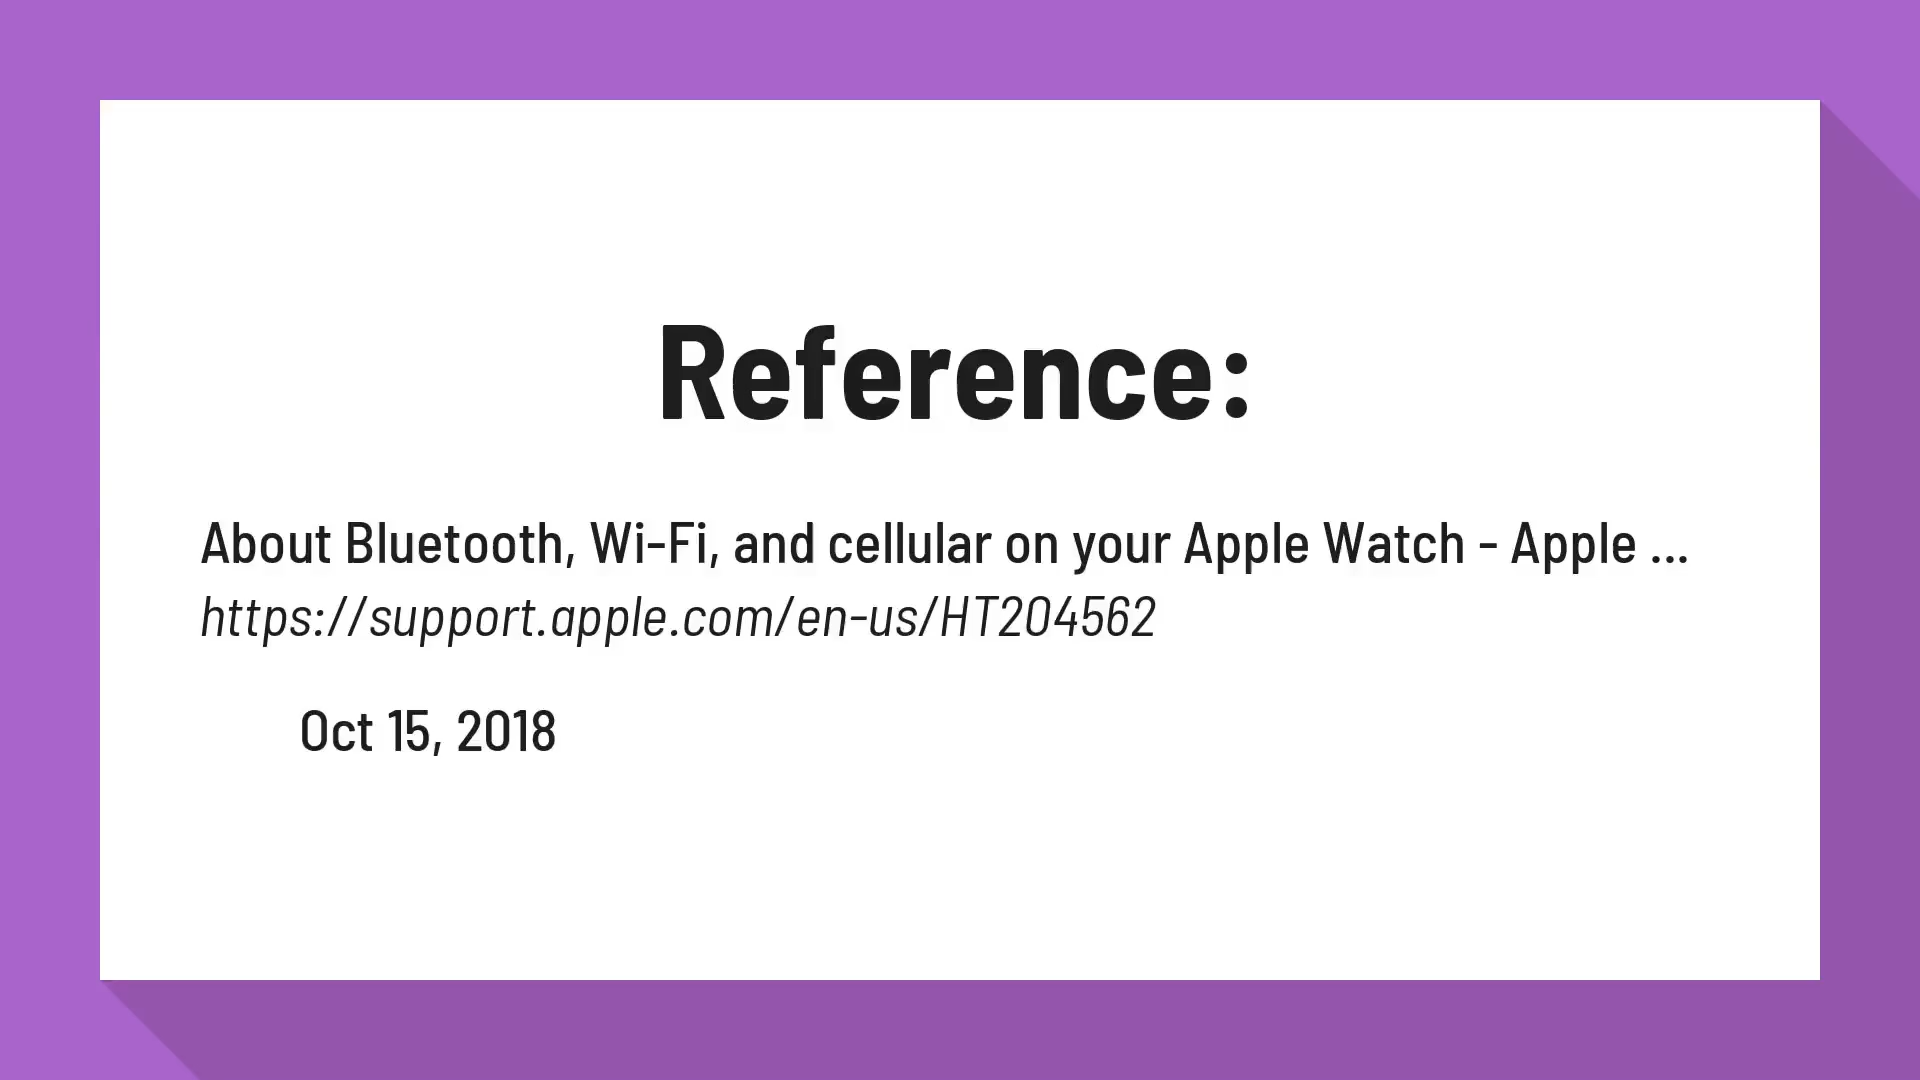 Reference:
About Bluetooth, Wi-Fi, and cellular on your Apple Watch - Apple ...
https://support.apple.com/en-us/HT204562
Oct 15, 2018